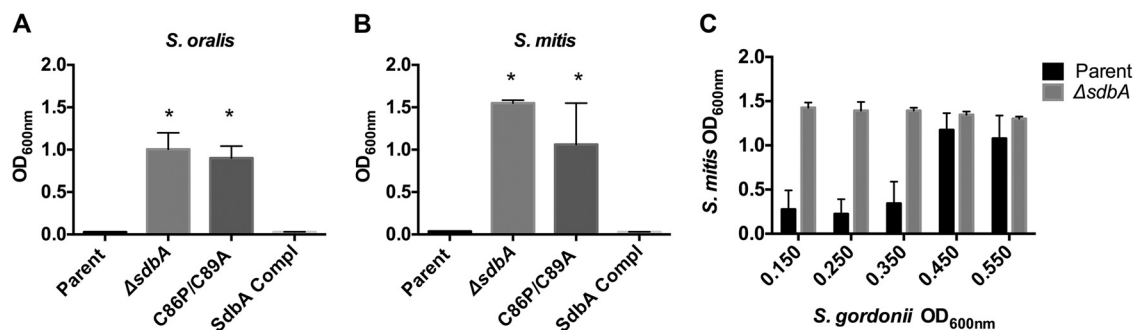 A
S. oralis
OD600nm
2.0
1.5
1.0
0.5
0.0
*
*
Parent
ΔsdbA
C86P/C89A
SdbA Compl
B
S. mitis
OD600nm
2.0
1.5
1.0
0.5
0.0
*
*
Parent
ΔsdbA
C86P/C89A
SdbA Compl
C
S. mitis OD600nm
2.0
1.5
1.0
0.5
0.0
0.150
0.250
0.350
0.450
0.550
S. gordonii OD600nm
Parent
ΔsdbA